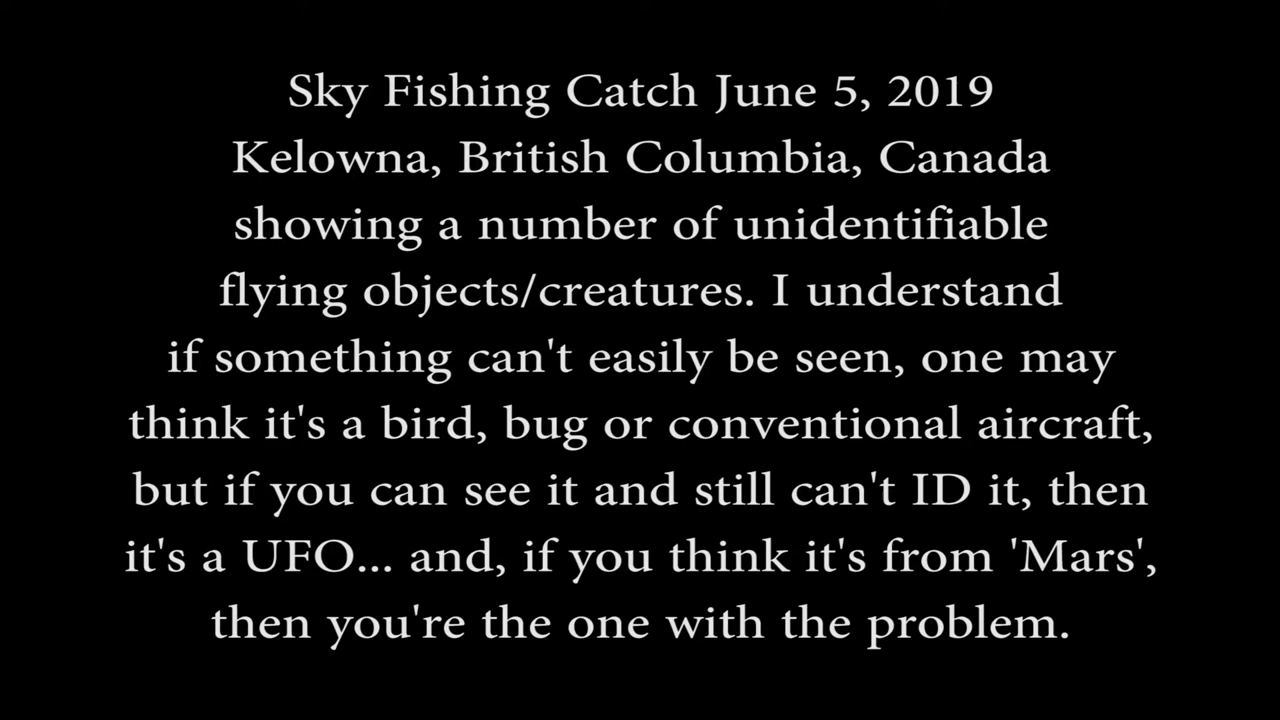 Sky Fishing Catch June 5, 2019
Kelowna, British Columbia, Canada
showing a number of unidentifiable
flying objects/creatures. I understand
if something can't easily be seen, one may
think it's a bird, bug or conventional aircraft,
but if you can see it and still can't ID it, then
it's a UFO... and, if you think it's from 'Mars',
then you're the one with the problem.